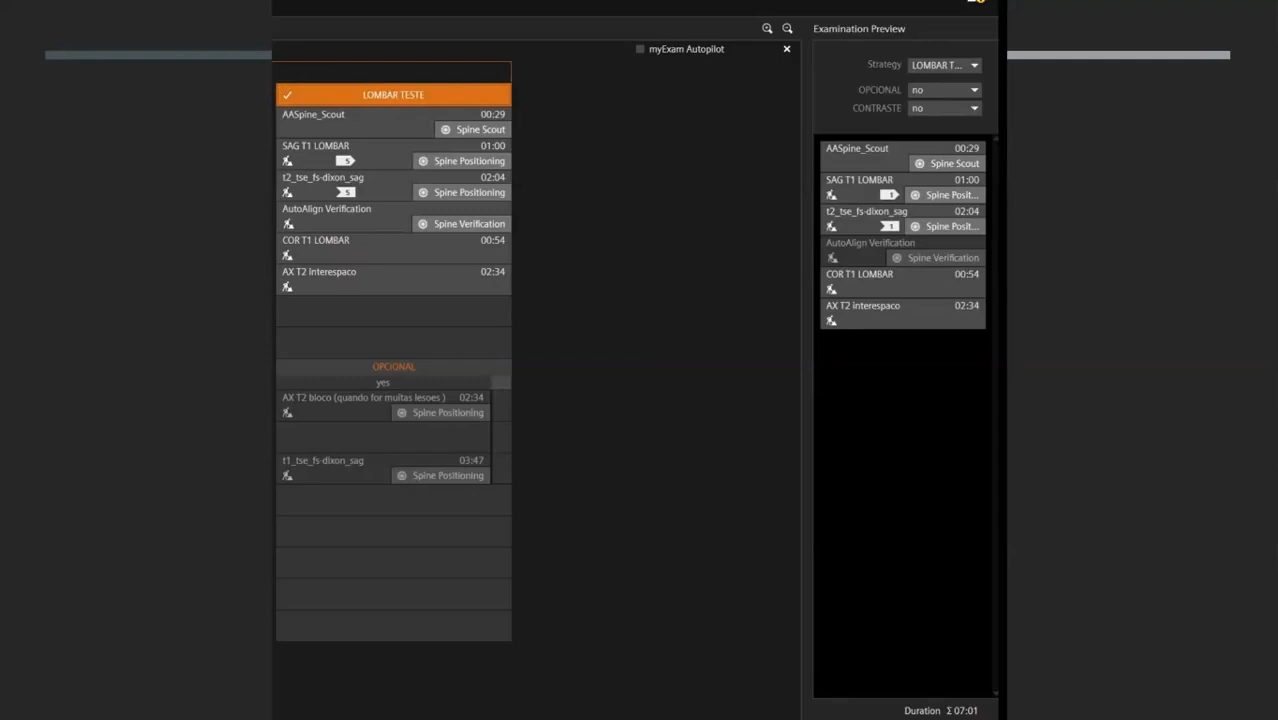 Examination Preview
myExam Autopilot
Strategy LOMBAR T...
OPCIONAL no
CONTRASTE no
LOMBAR TESTE
AASpine_Scout 00:29
Spine Scout
SAG T1 LOMBAR 01:00
5 Spine Positioning
t2_tse_fs-dixon_sag 02:04
5 Spine Positioning
AutoAlign Verification
Spine Verification
COR T1 LOMBAR 00:54
AX T2 interespaco 02:34
OPCIONAL
yes
AX T2 bloco (quando for multas lesoes ) 02:34
Spine Positioning
t1_tse_fs-dixon_sag 03:47
Spine Positioning
AASpine_Scout 00:29
Spine Scout
SAG T1 LOMBAR 01:00
1 Spine Posit...
t2_tse_fs-dixon_sag 02:04
1 Spine Posit...
AutoAlign Verification
Spine Verification
COR T1 LOMBAR 00:54
AX T2 interespaco 02:34
Duration Σ 07:01